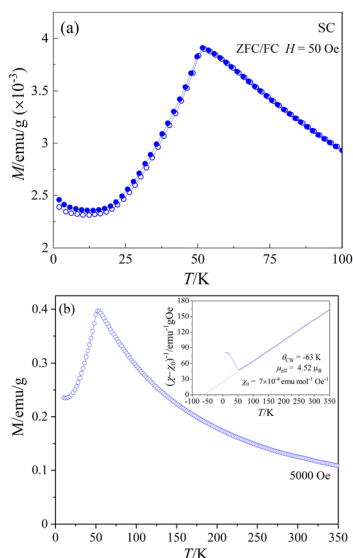 (a)
SC
ZFC/FC H = 50 Oe
M/emu/g (×10⁻³)
4
3.5
3
2.5
2
0 25 50 75 100
T/K
(b)
M/emu/g
0.4
0.3
0.2
0.1
0
(χ−χ₀)⁻¹/emu⁻¹gOe
180
150
120
90
60
30
0
θCW = -63 K
μeff = 4.52 μB
χ₀ = 7×10⁻⁴ emu mol⁻¹ Oe⁻¹
-100 -50 0 50 100 150 200 250 300 350
T/K
5000 Oe
0 50 100 150 200 250 300 350
T/K